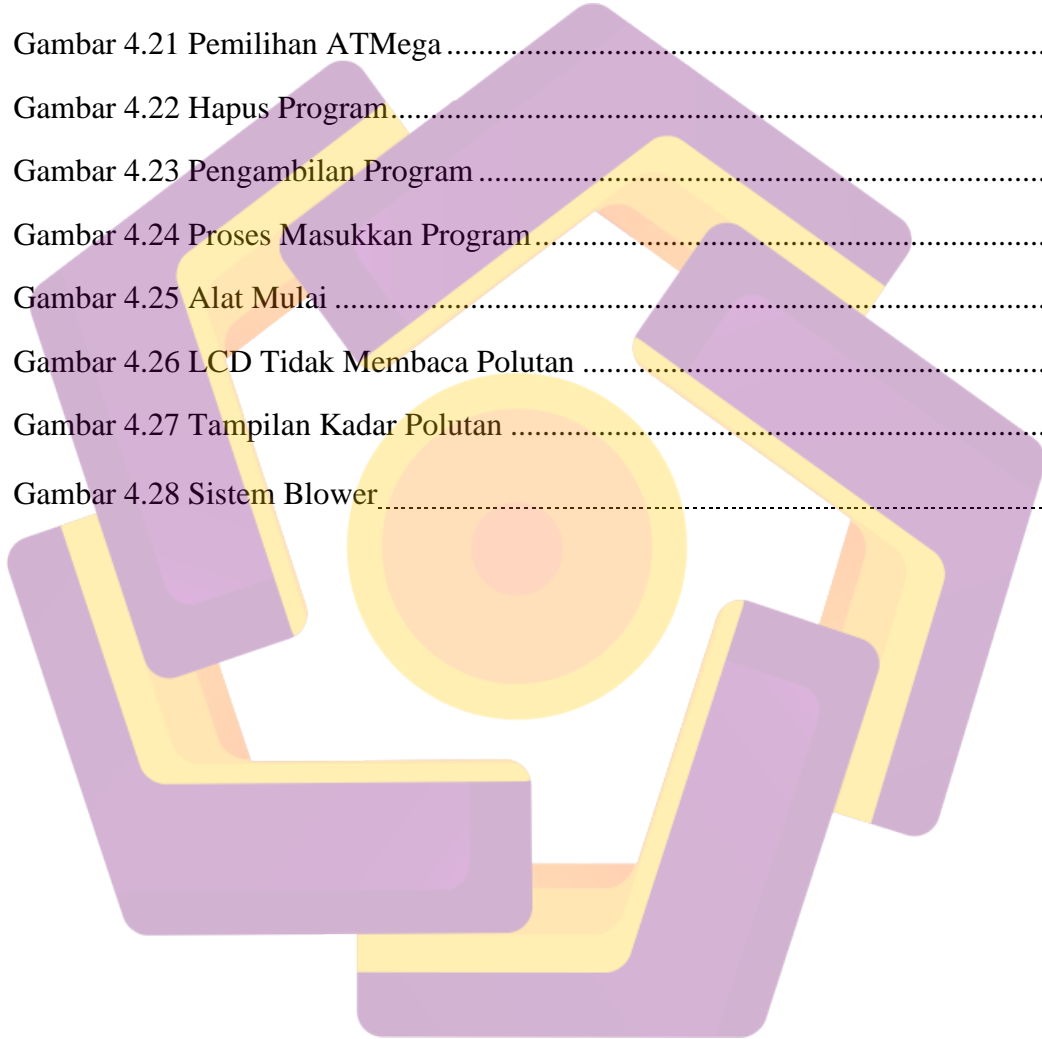 Gambar 4.21 Pemilihan ATMega ......................................................................
Gambar 4.22 Hapus Program.............................................................................
Gambar 4.23 Pengambilan Program ..................................................................
Gambar 4.24 Proses Masukkan Program...........................................................
Gambar 4.25 Alat Mulai ....................................................................................
Gambar 4.26 LCD Tidak Membaca Polutan .....................................................
Gambar 4.27 Tampilan Kadar Polutan ..............................................................
Gambar 4.28 Sistem Blower..............................................................................